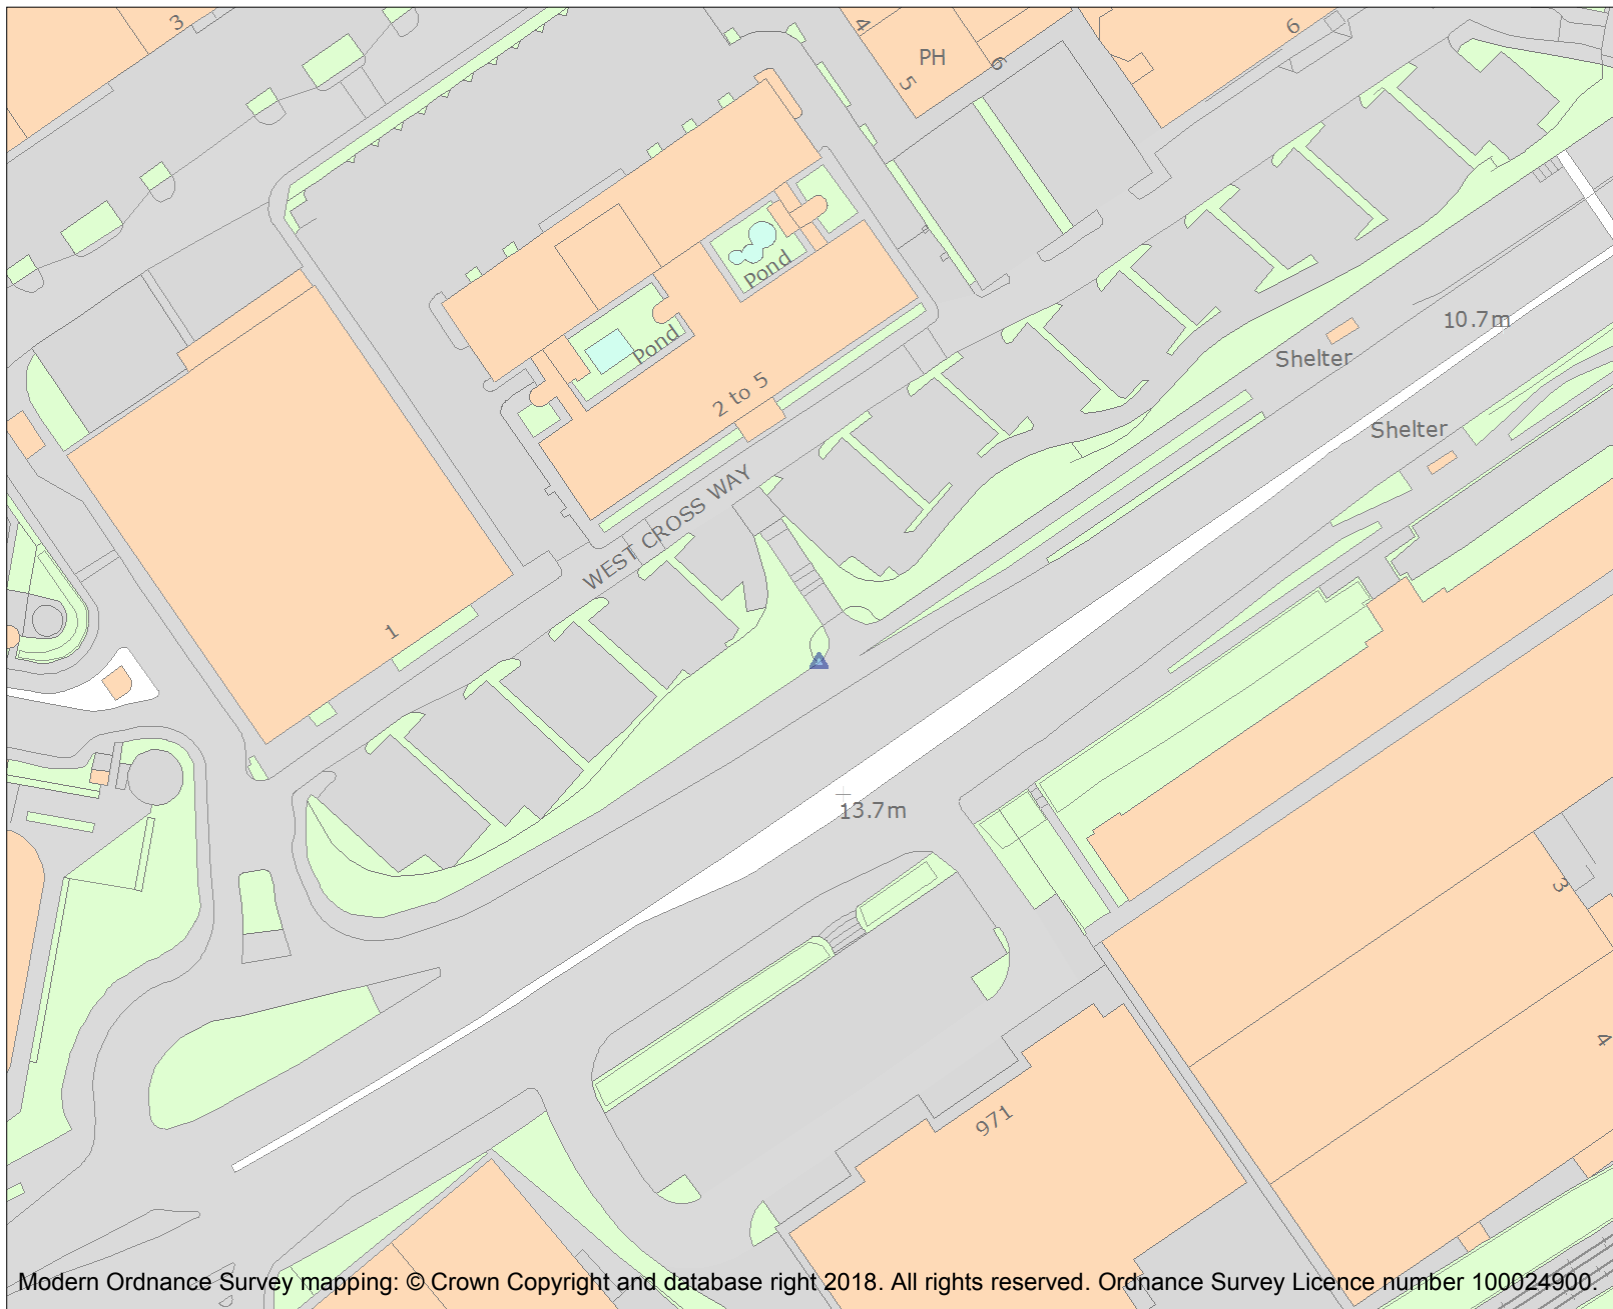 3
4
PH
5
6
6
Pond
Pond
10.7m
Shelter
2 to 5
Shelter
WEST CROSS WAY
1
13.7m
3
4
971
Modern Ordnance Survey mapping: © Crown Copyright and database right 2018. All rights reserved. Ordnance Survey Licence number 100024900.